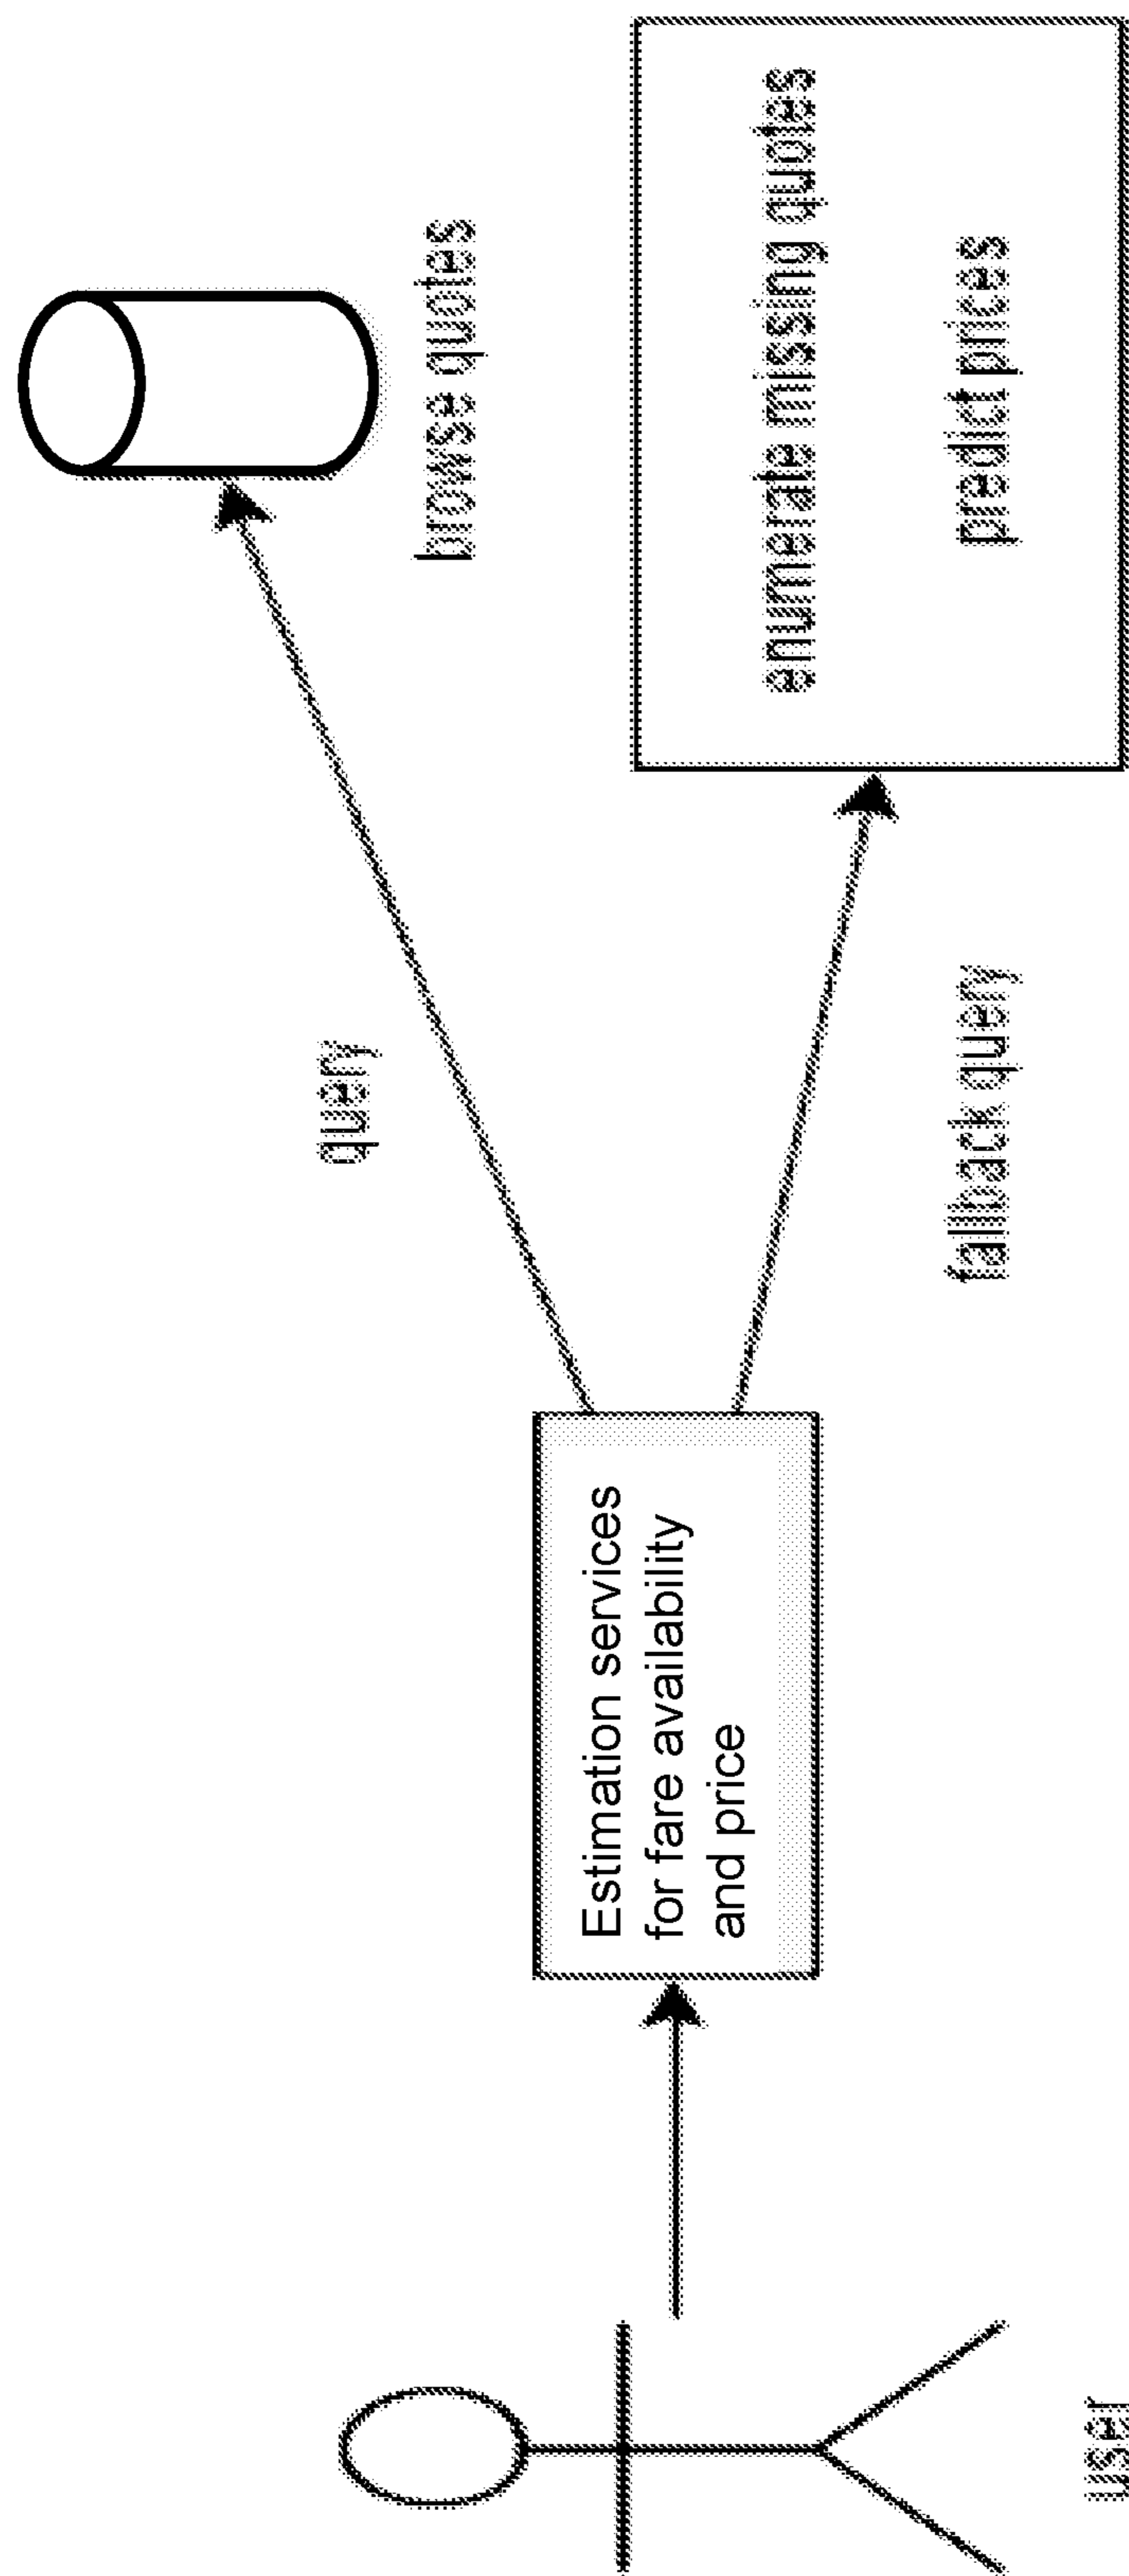 user
Estimation services
for fare availability
and price
query
fallback query
browse quotes
enumerate missing quotes
predict prices